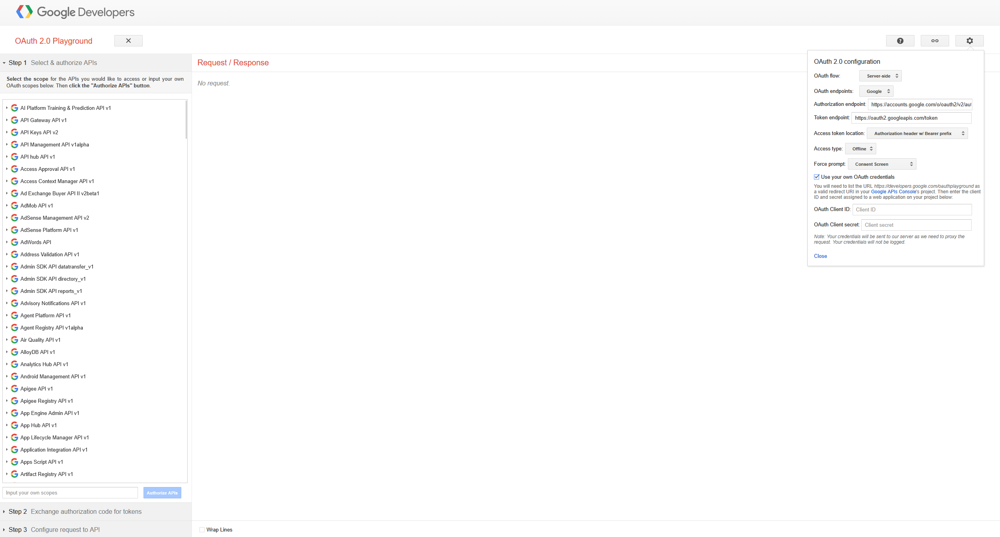 Google Developers
OAuth 2.0 Playground
Step 1 Select & authorize APIs
Select the scope for the APIs you would like to access or input your own
OAuth scopes below. Then click the "Authorize APIs" button.
AI Platform Training & Prediction API v1
API Gateway API v1
API Keys API v2
API Management API v1alpha
API hub API v1
Access Approval API v1
Access Context Manager API v1
Ad Exchange Buyer API II v2beta1
AdMob API v1
AdSense Management API v2
AdSense Platform API v1
AdWords API
Address Validation API v1
Admin SDK API datatransfer_v1
Admin SDK API directory_v1
Admin SDK API reports_v1
Advisory Notifications API v1
Agent Platform API v1
Agent Registry API v1alpha
Air Quality API v1
AlloyDB API v1
Analytics Hub API v1
Android Management API v1
Apigee API v1
Apigee Registry API v1
App Engine Admin API v1
App Hub API v1
App Lifecycle Manager API v1
Application Integration API v1
Apps Script API v1
Artifact Registry API v1
Input your own scopes
Authorize APIs
Step 2 Exchange authorization code for tokens
Step 3 Configure request to API
Request / Response
No request.
Wrap Lines
OAuth 2.0 configuration
OAuth flow: Server-side
OAuth endpoints: Google
Authorization endpoint: https://accounts.google.com/o/oauth2/v2/aut
Token endpoint: https://oauth2.googleapis.com/token
Access token location: Authorization header w/ Bearer prefix
Access type: Offline
Force prompt: Consent Screen
Use your own OAuth credentials
You will need to list the URL https://developers.google.com/oauthplayground as
a valid redirect URI in your Google APIs Console's project. Then enter the client
ID and secret assigned to a web application on your project below:
OAuth Client ID: Client ID
OAuth Client secret: Client secret
Note: Your credentials will be sent to our server as we need to proxy the
request. Your credentials will not be logged.
Close